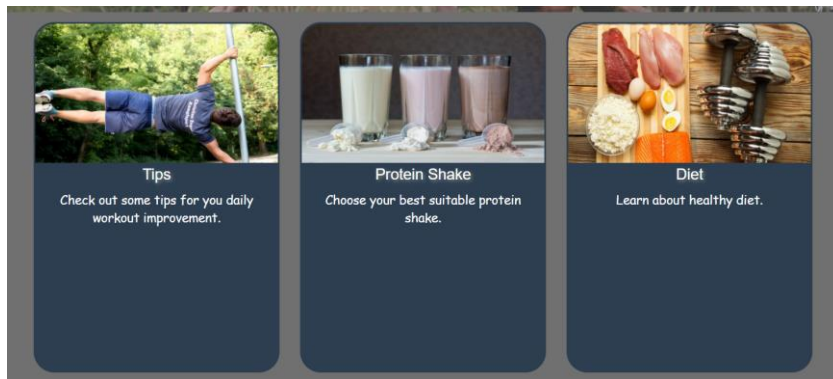 Tips
Check out some tips for you daily
workout improvement.
Protein Shake
Choose your best suitable protein
shake.
Diet
Learn about healthy diet.